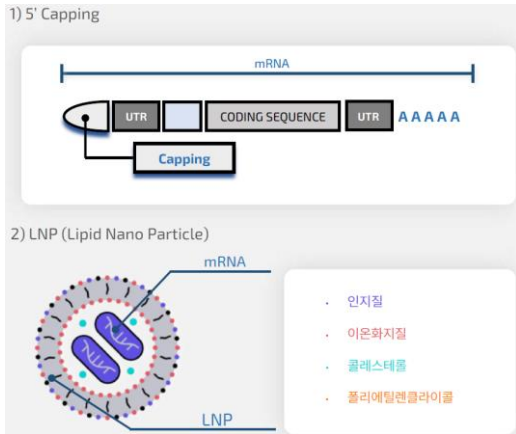 1) 5' Capping
mRNA
UTR
CODING SEQUENCE
UTR
AAAAA
Capping
2) LNP (Lipid Nano Particle)
mRNA
· 인지질
· 이온화지질
· 콜레스테롤
· 폴리에틸렌클라이콜
LNP